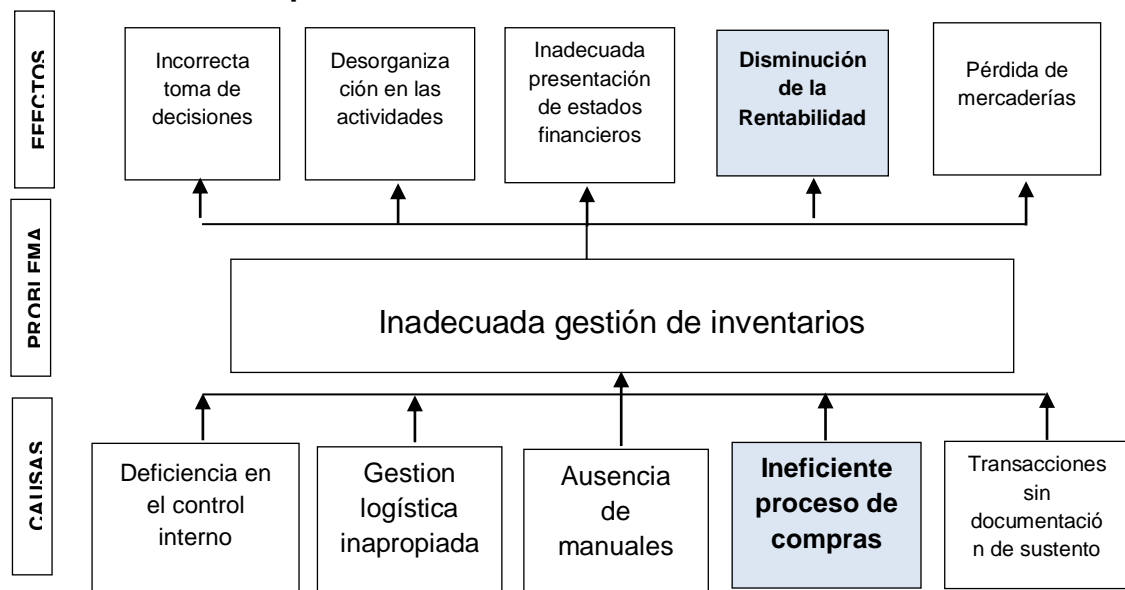 EFECTOS
Incorrecta
toma de
decisiones
Desorganiza
ción en las
actividades
Inadecuada
presentación
de estados
financieros
Disminución
de la
Rentabilidad
Pérdida de
mercaderías
PROBLEMA
Inadecuada gestión de inventarios
CAUSAS
Deficiencia en
el control
interno
Gestion
logística
inapropiada
Ausencia
de
manuales
Ineficiente
proceso de
compras
Transacciones
sin
documentació
n de sustento